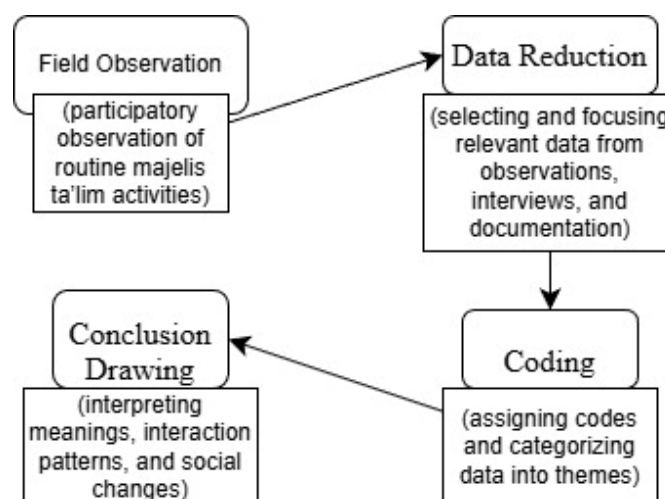 Field Observation
(participatory
observation of
routine majelis
ta'lim activities)
Data Reduction
(selecting and focusing
relevant data from
observations,
interviews, and
documentation)
Coding
(assigning codes
and categorizing
data into themes)
Conclusion
Drawing
(interpreting
meanings, interaction
patterns, and social
changes)